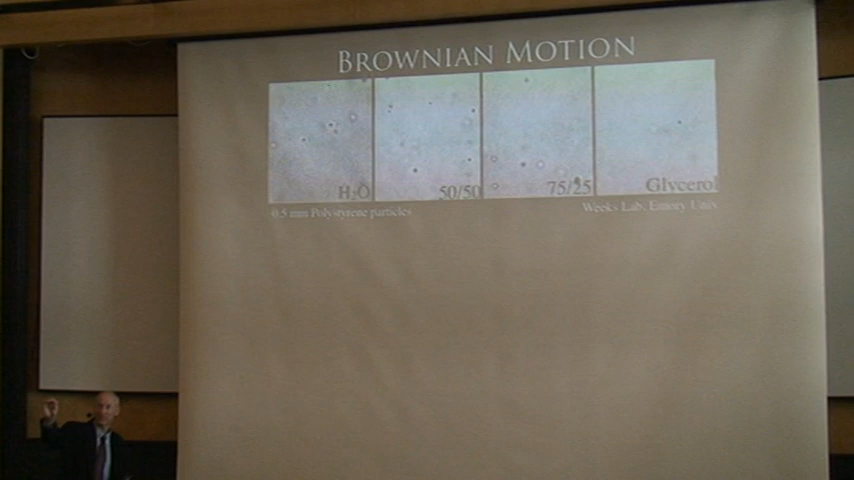 BROWNIAN MOTION
H₂O 50/50 75/25 Glycerol
0.5 mm Polystyrene particles Weeks Lab, Emory Univ.